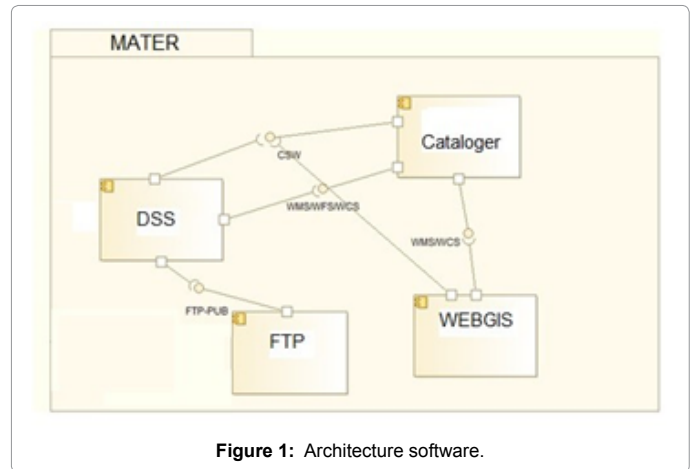 MATER
Cataloger
CSW
DSS
WMS/WFS/WCS
WMS/WCS
FTP-PUB
WEBGIS
FTP
Figure 1: Architecture software.